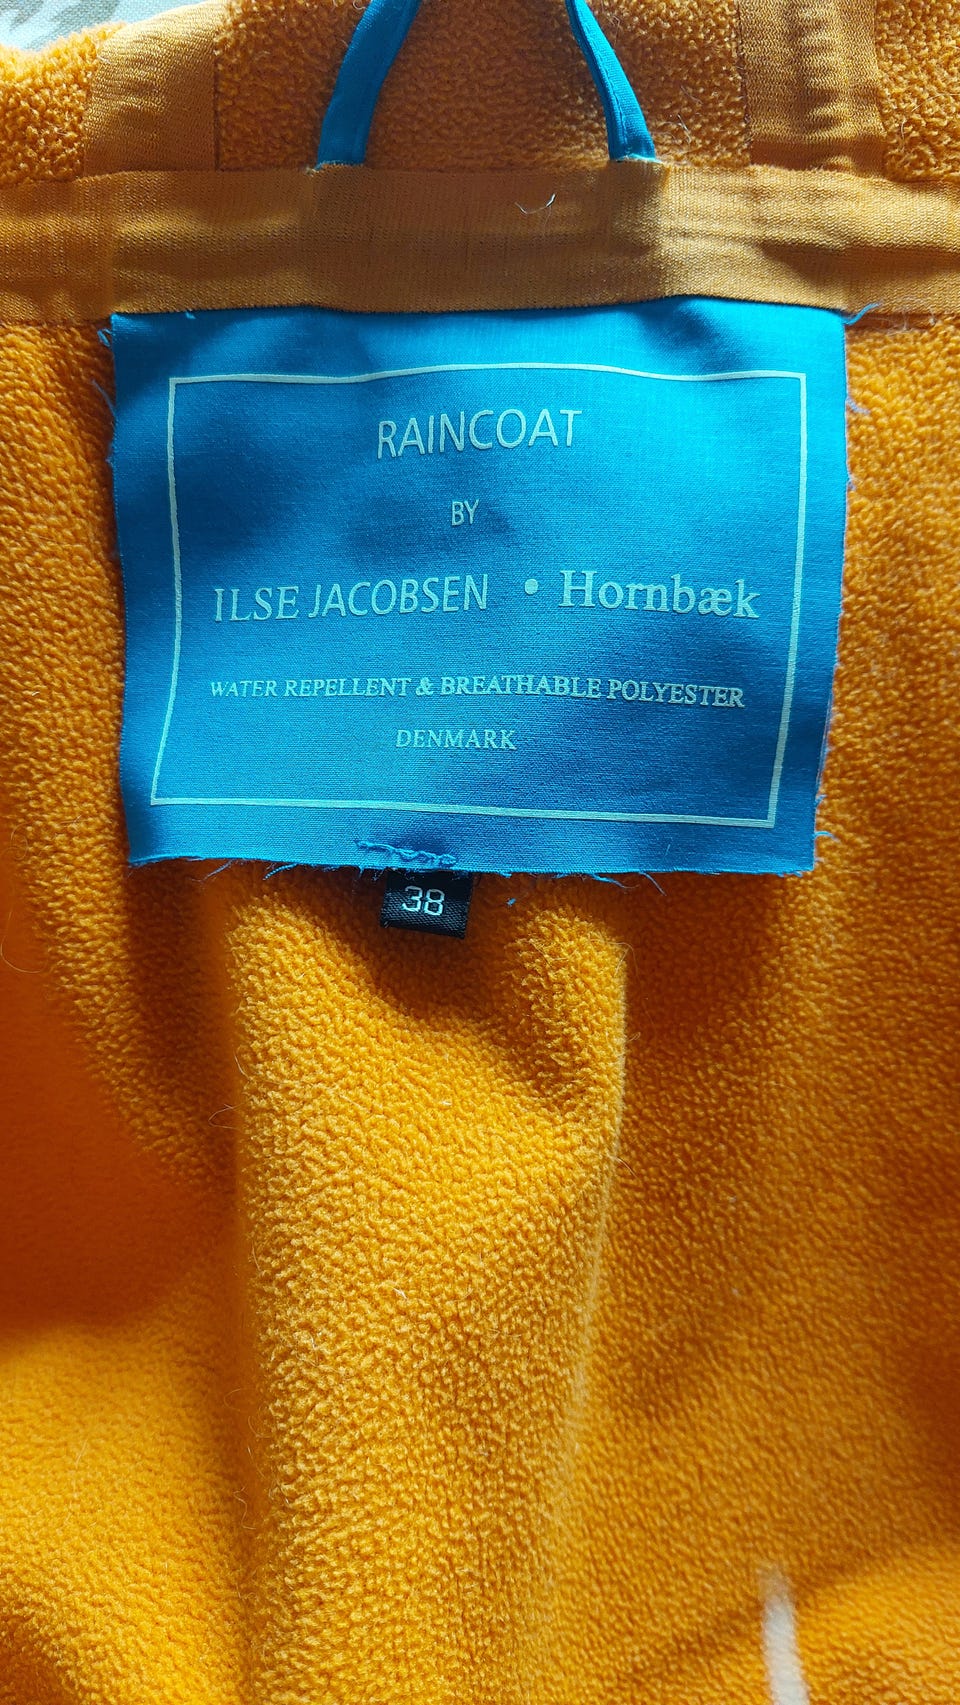 RAINCOAT
BY
ILSE JACOBSEN • Hornbæk
WATER REPELLENT & BREATHABLE POLYESTER
DENMARK
38